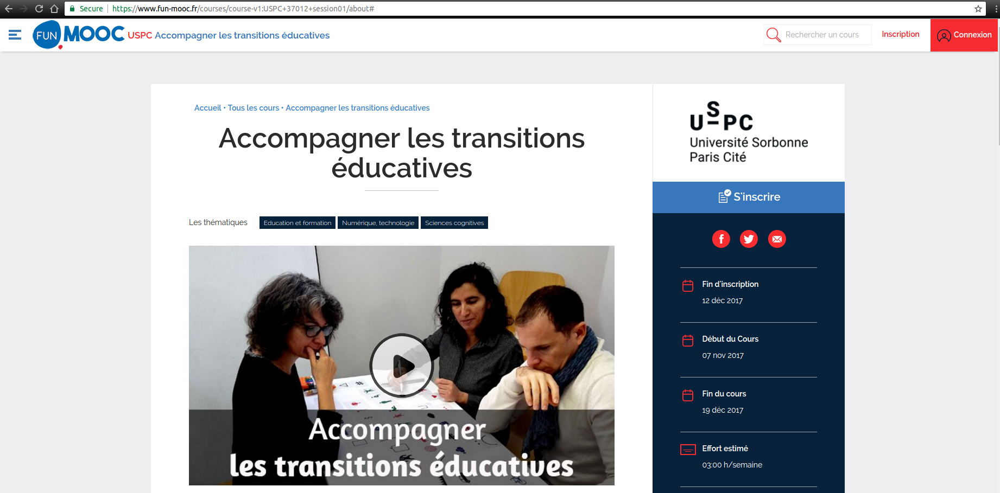 Secure https://www.fun-mooc.fr/courses/course-v1:USPC+37012+session01/about#
FUN MOOC USPC Accompagner les transitions éducatives
Rechercher un cours
Inscription
Connexion
Accueil • Tous les cours • Accompagner les transitions éducatives
Accompagner les transitions
éducatives
Les thématiques
Education et formation
Numérique, technologie
Sciences cognitives
Accompagner
les transitions éducatives
USPC
Université Sorbonne
Paris Cité
S'inscrire
Fin d'inscription
12 déc 2017
Début du Cours
07 nov 2017
Fin du cours
19 déc 2017
Effort estimé
03:00 h/semaine